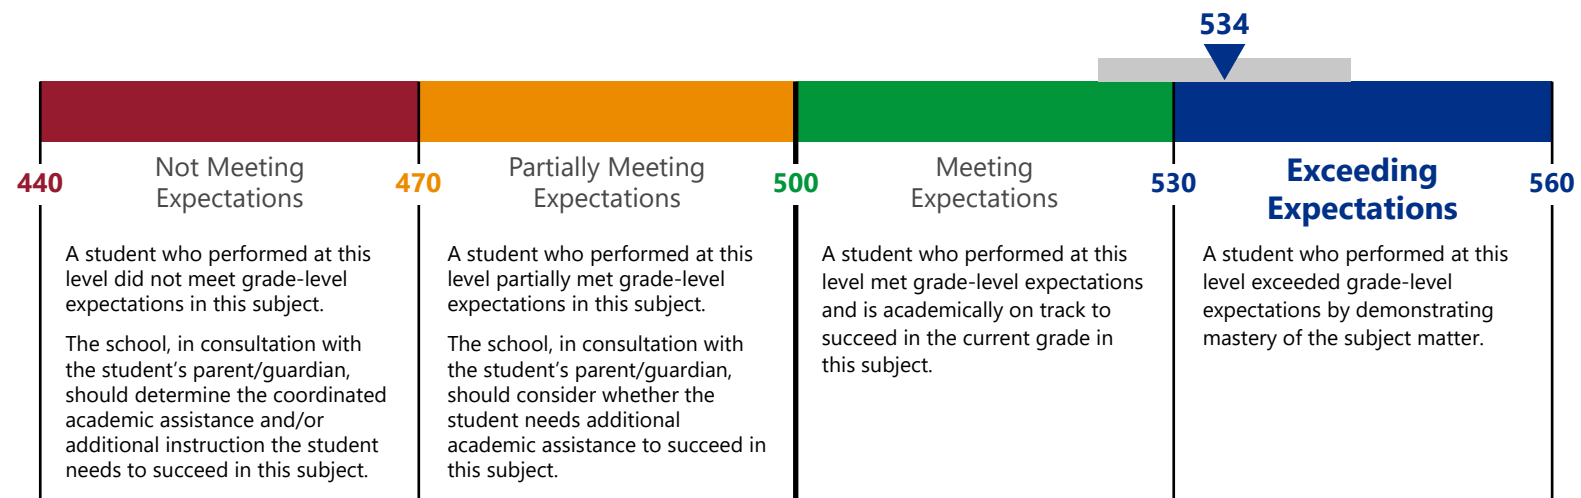 534
440
Not Meeting
Expectations
470
Partially Meeting
Expectations
500
Meeting
Expectations
530
Exceeding
Expectations
560
A student who performed at this
level did not meet grade-level
expectations in this subject.
The school, in consultation with
the student’s parent/guardian,
should determine the coordinated
academic assistance and/or
additional instruction the student
needs to succeed in this subject.
A student who performed at this
level partially met grade-level
expectations in this subject.
The school, in consultation with
the student’s parent/guardian,
should consider whether the
student needs additional
academic assistance to succeed in
this subject.
A student who performed at this
level met grade-level expectations
and is academically on track to
succeed in the current grade in
this subject.
A student who performed at this
level exceeded grade-level
expectations by demonstrating
mastery of the subject matter.